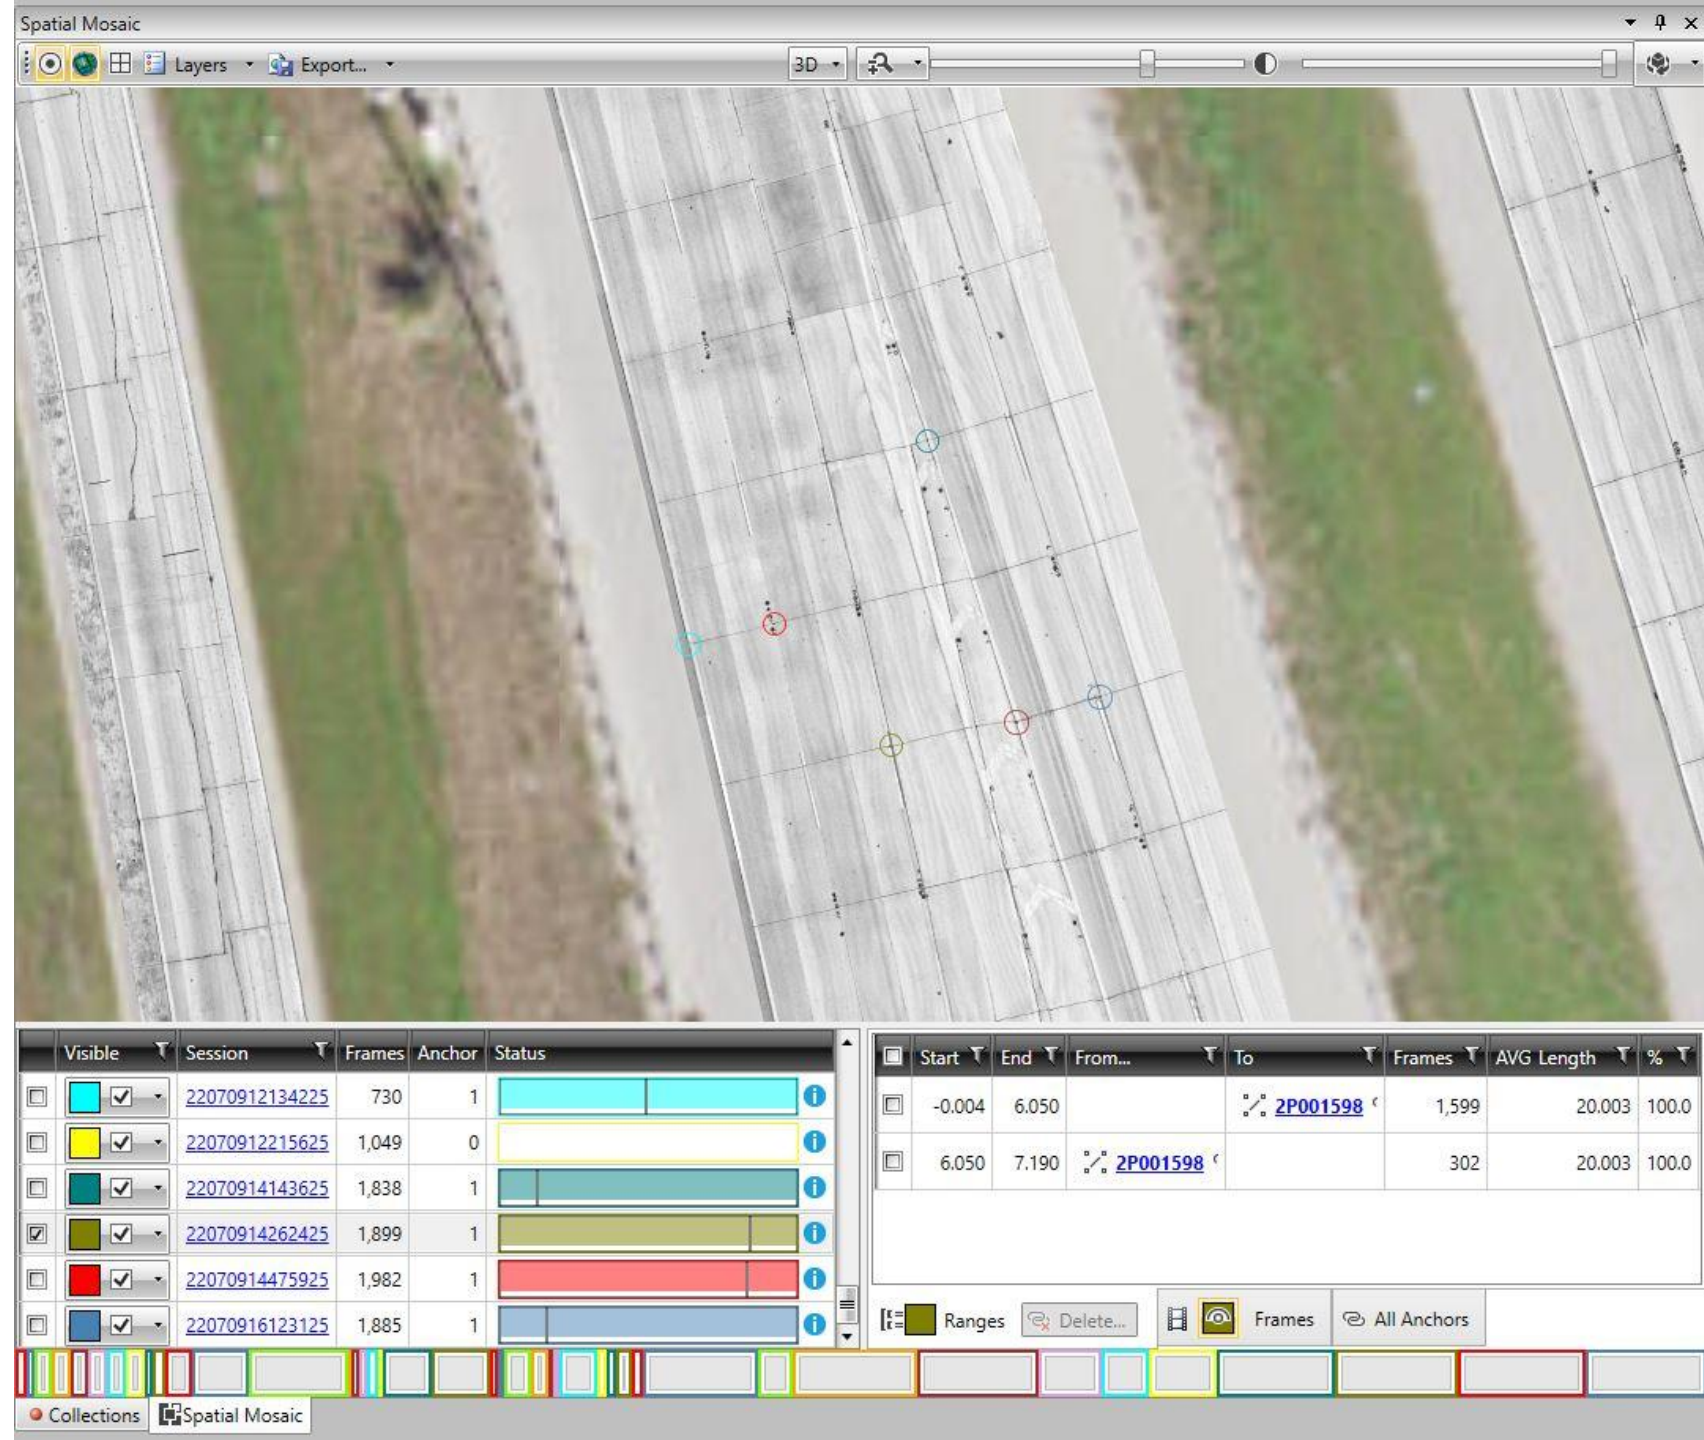 Spatial Mosaic
Layers Export... 3D
Visible Session Frames Anchor Status
22070912134225 730 1
22070912215625 1,049 0
22070914143625 1,838 1
22070914262425 1,899 1
22070914475925 1,982 1
22070916123125 1,885 1
Start End From... To Frames AVG Length %
-0.004 6.050 2P001598 1,599 20.003 100.0
6.050 7.190 2P001598 302 20.003 100.0
Ranges Delete... Frames All Anchors
Collections Spatial Mosaic